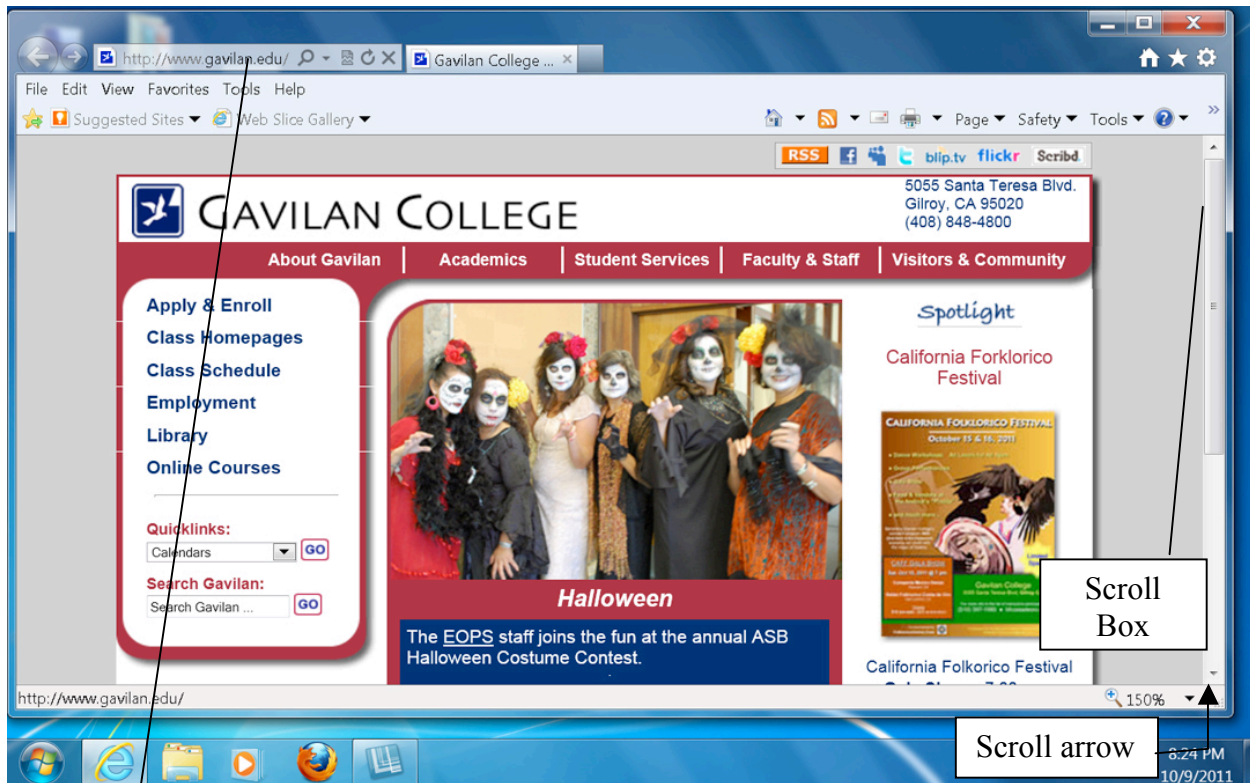 http://www.gavilan.edu/
Gavilan College ...
File Edit View Favorites Tools Help
Suggested Sites Web Slice Gallery
Page Safety Tools
RSS blip.tv flickr Scribd.
GAVILAN COLLEGE
5055 Santa Teresa Blvd.
Gilroy, CA 95020
(408) 848-4800
About Gavilan Academics Student Services Faculty & Staff Visitors & Community
Apply & Enroll
Class Homepages
Class Schedule
Employment
Library
Online Courses
Quicklinks:
Calendars GO
Search Gavilan:
Search Gavilan ... GO
Halloween
The EOPS staff joins the fun at the annual ASB
Halloween Costume Contest.
Spotlight
California Forklorico
Festival
CALIFORNIA FOLKLORICO FESTIVAL
October 15 & 16, 2011
Gavilan College
California Folkorico Festival
Scroll
Box
http://www.gavilan.edu/
150%
Scroll arrow
8:24 PM
10/9/2011